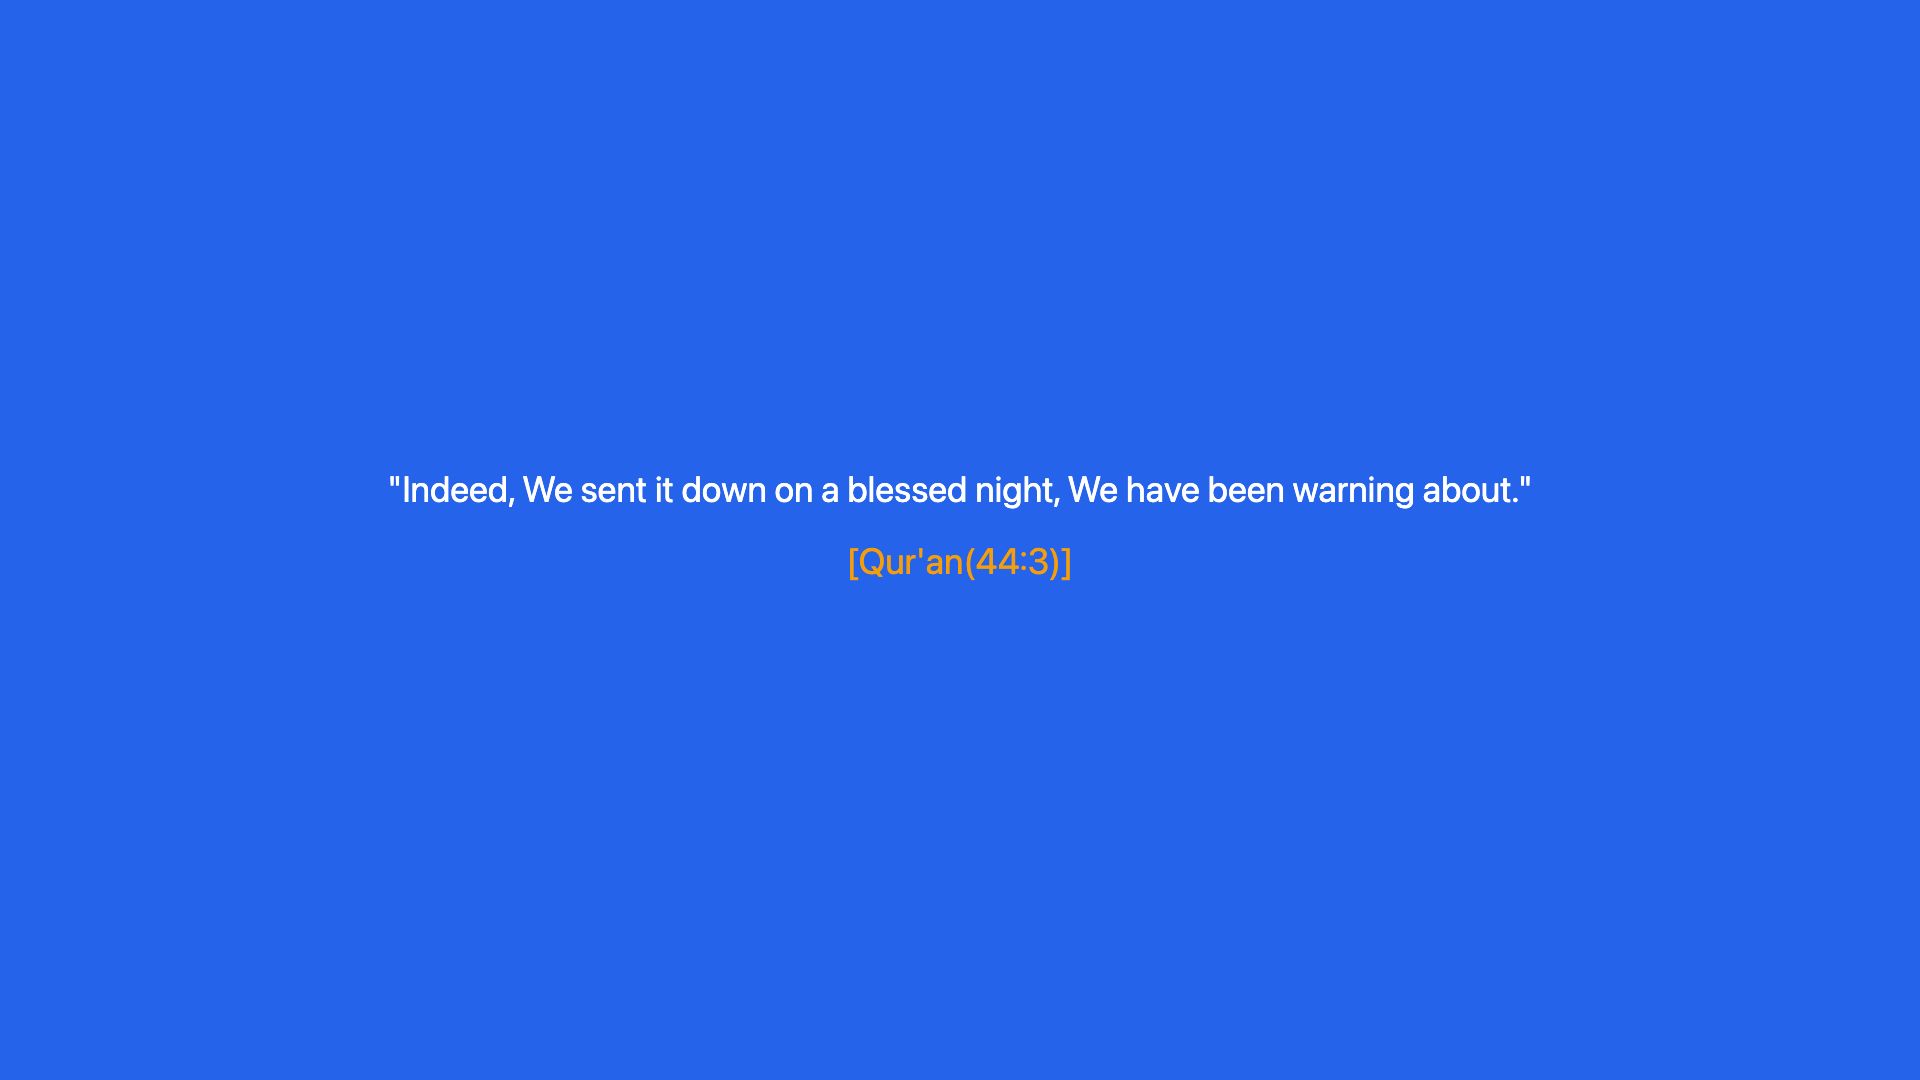 "Indeed, We sent it down on a blessed night, We have been warning about."
[Qur'an(44:3)]